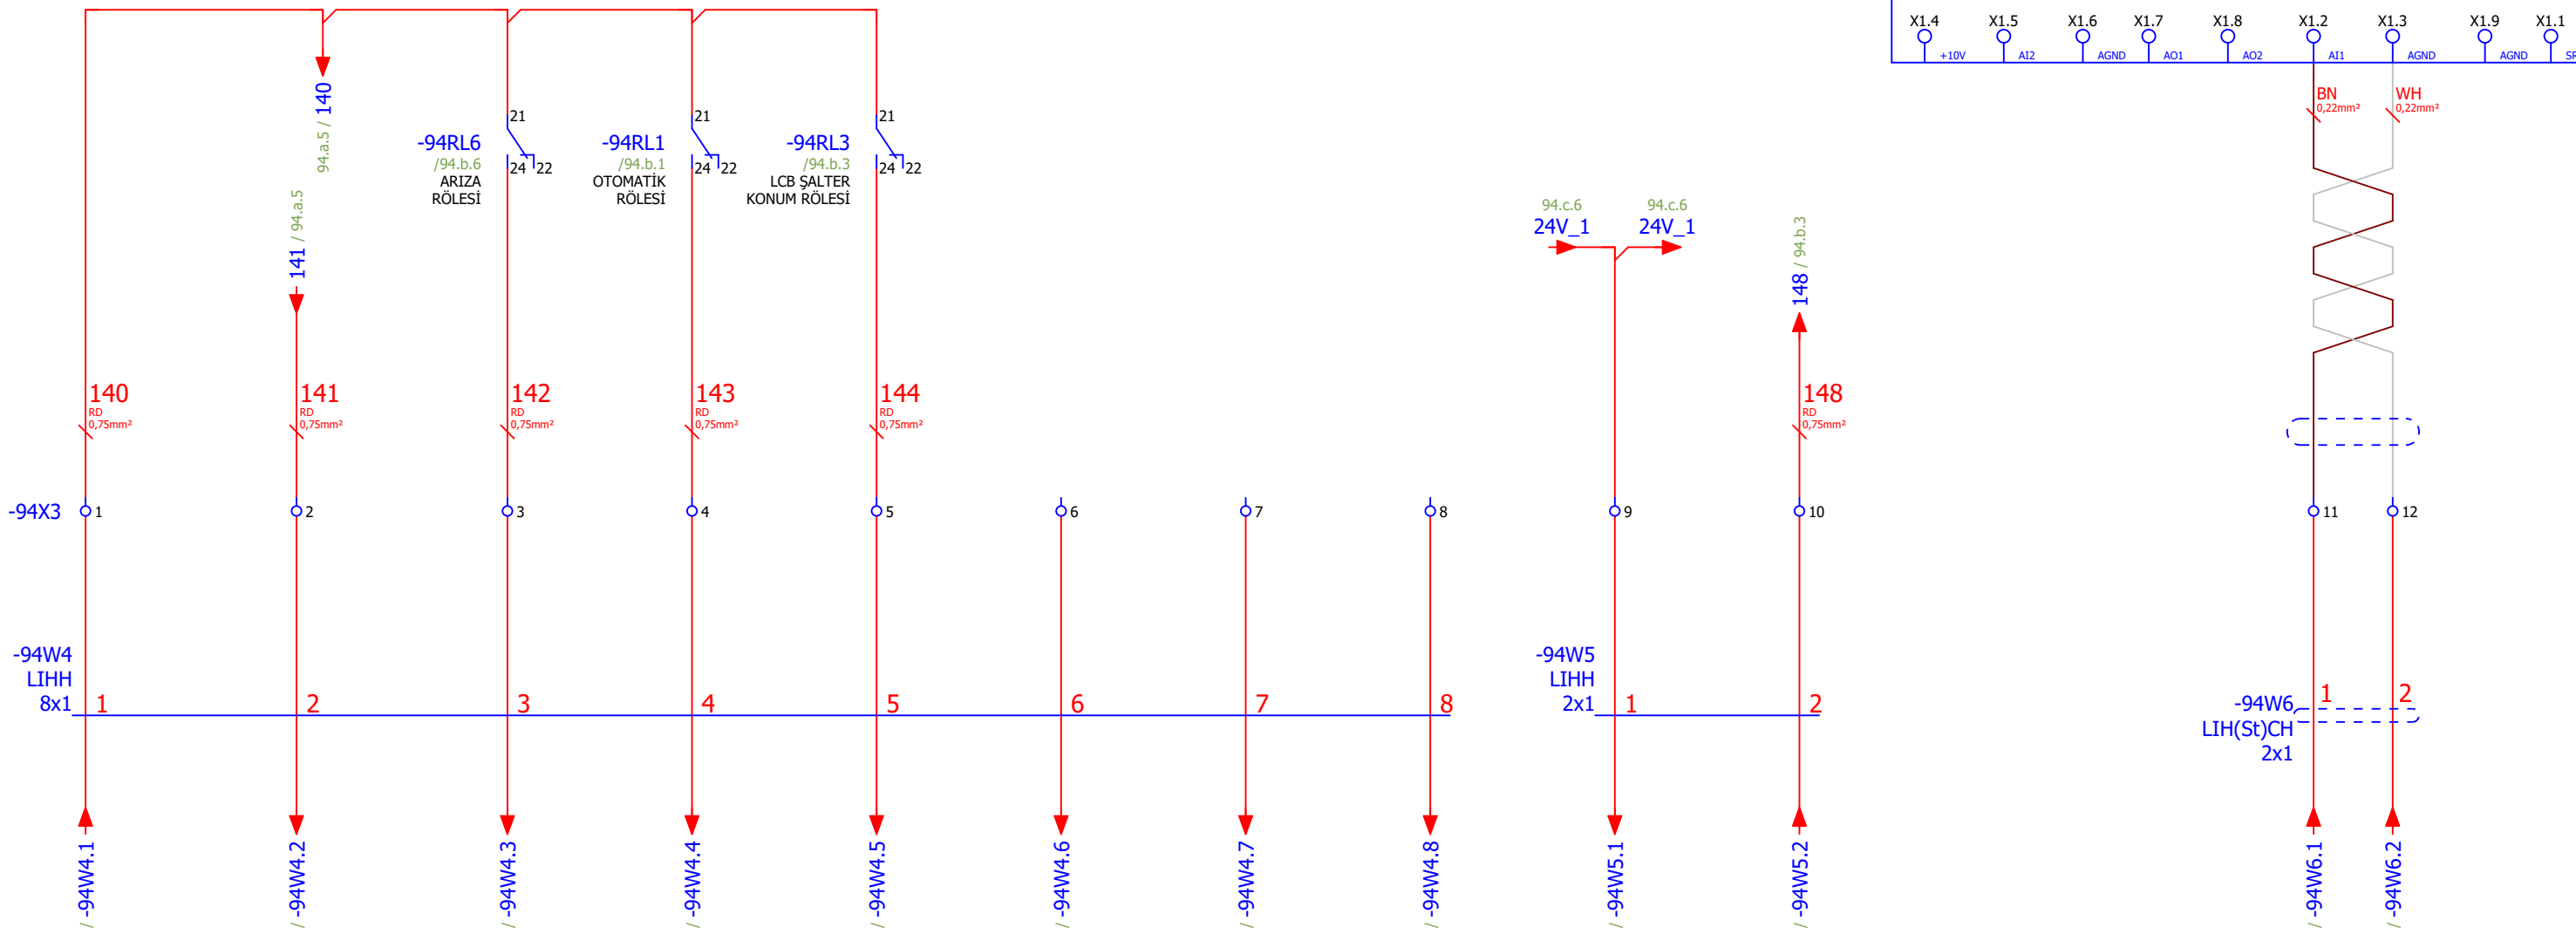 X1.4
X1.5
X1.6
X1.7
X1.8
X1.2
X1.3
X1.9
X1.1
+10V
AI2
AGND
AO1
AO2
AI1
AGND
AGND
SR
BN
0,22mm²
WH
0,22mm²
94.a.5 / 140
141 / 94.a.5
21
-94RL6
/94.b.6
24 22
ARIZA
RÖLESİ
21
-94RL1
/94.b.1
24 22
OTOMATİK
RÖLESİ
21
-94RL3
/94.b.3
24 22
LCB ŞALTER
KONUM RÖLESİ
94.c.6
24V_1
94.c.6
24V_1
148 / 94.b.3
140
RD
0,75mm²
141
RD
0,75mm²
142
RD
0,75mm²
143
RD
0,75mm²
144
RD
0,75mm²
148
RD
0,75mm²
-94X3
1
2
3
4
5
6
7
8
9
10
11
12
-94W4
LIHH
8x1
1
2
3
4
5
6
7
8
-94W5
LIHH
2x1
1
2
-94W6
LIH(St)CH
2x1
1
2
/ -94W4.1
/ -94W4.2
/ -94W4.3
/ -94W4.4
/ -94W4.5
/ -94W4.6
/ -94W4.7
/ -94W4.8
/ -94W5.1
/ -94W5.2
/ -94W6.1
/ -94W6.2